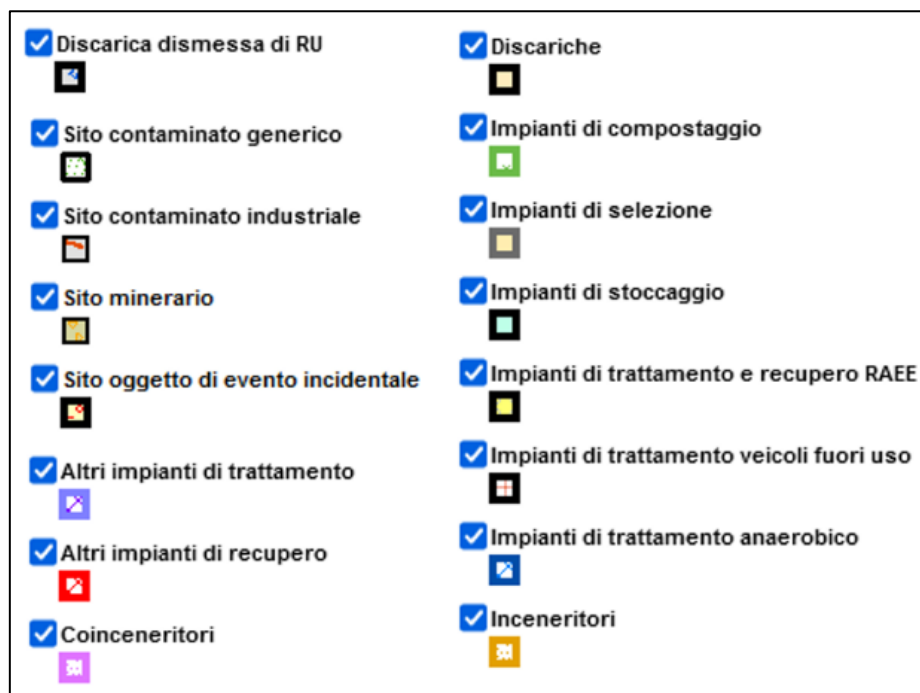 Discarica dismessa di RU
Sito contaminato generico
Sito contaminato industriale
Sito minerario
Sito oggetto di evento incidentale
Altri impianti di trattamento
Altri impianti di recupero
Coinceneritori
Discariche
Impianti di compostaggio
Impianti di selezione
Impianti di stoccaggio
Impianti di trattamento e recupero RAEE
Impianti di trattamento veicoli fuori uso
Impianti di trattamento anaerobico
Inceneritori